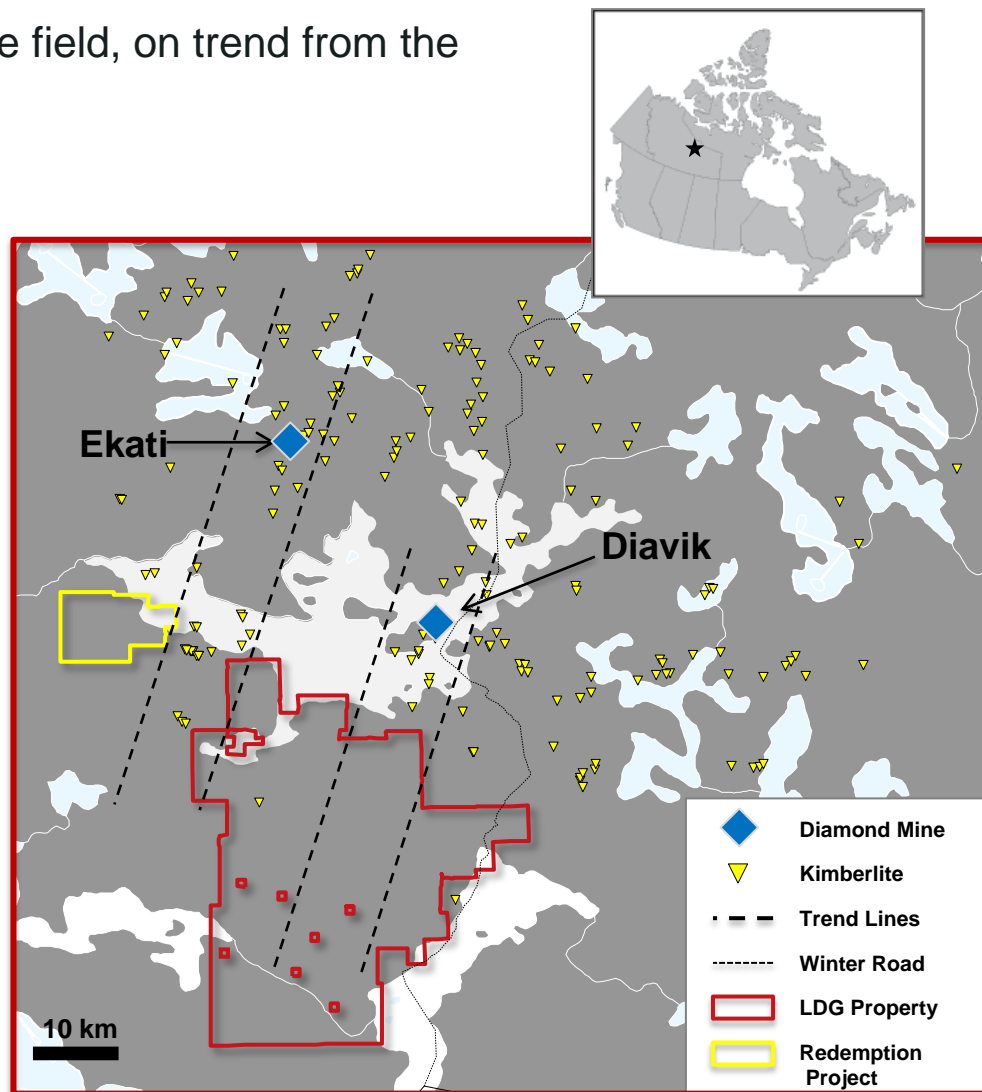 e field, on trend from the
Ekati
Diavik
Diamond Mine
Kimberlite
Trend Lines
Winter Road
LDG Property
Redemption
Project
10 km